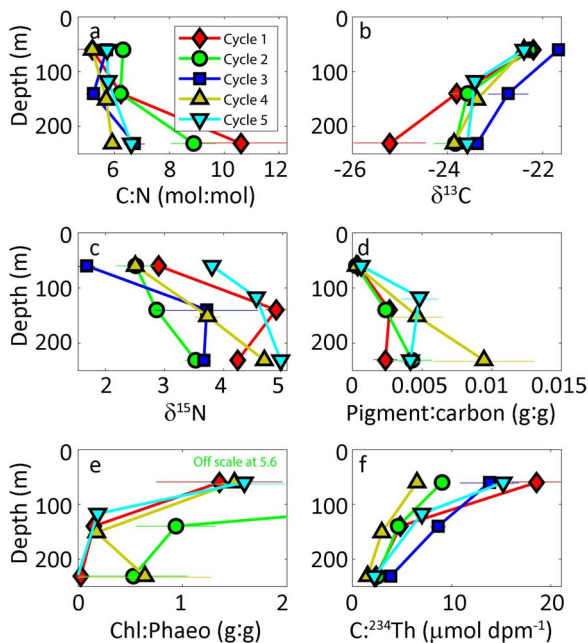 0
100
200
Depth (m)
a
Cycle 1
Cycle 2
Cycle 3
Cycle 4
Cycle 5
6 8 10 12
C:N (mol:mol)
0
100
200
b
-26 -24 -22
δ¹³C
0
100
200
Depth (m)
c
2 3 4 5
δ¹⁵N
0
100
200
d
0 0.005 0.01 0.015
Pigment:carbon (g:g)
0
100
200
Depth (m)
e
Off scale at 5.6
0 1 2
Chl:Phaeo (g:g)
0
100
200
f
0 10 20
C:²³⁴Th (μmol dpm⁻¹)